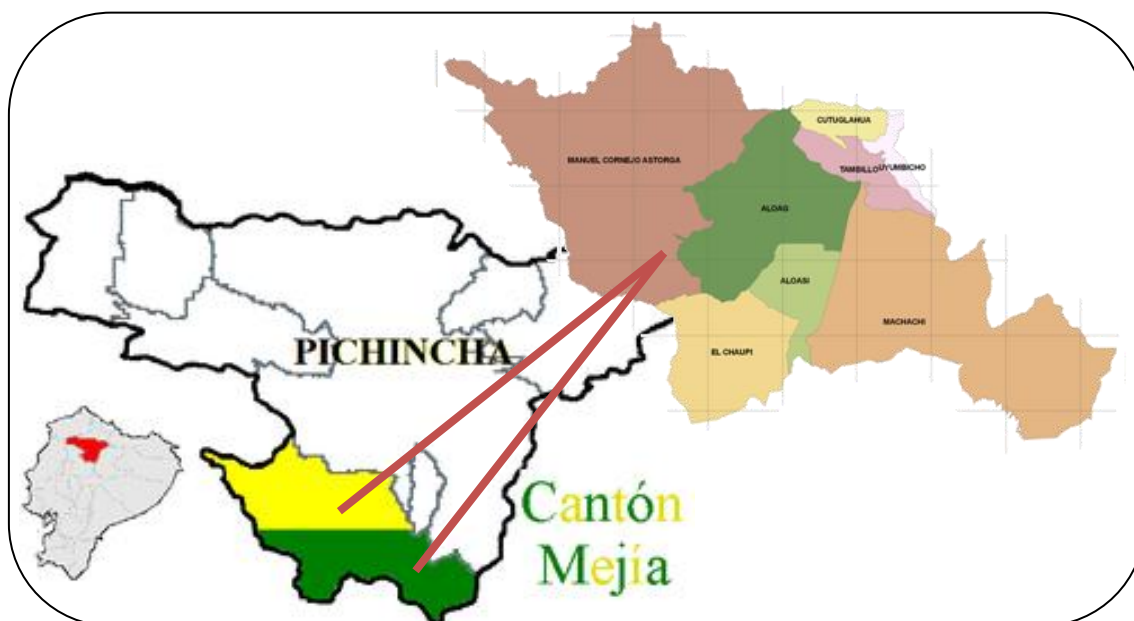 CUTUGLAHUA
MANUEL CORNEJO ASTORGA
TAMBILLO
UYUMBICHO
ALOAG
ALOASI
MACHACHI
EL CHAUPI
PICHINCHA
Cantón
Mejía